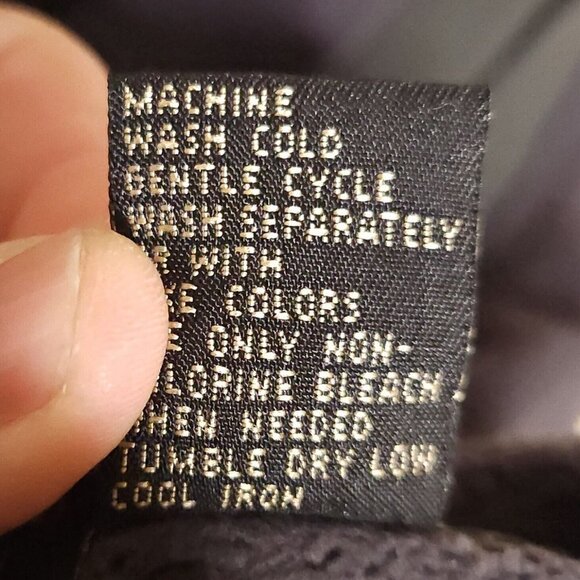 MACHINE
WASH COLD
GENTLE CYCLE
WASH SEPARATELY
WITH
COLORS
ONLY NON-
BLEACH
WHEN NEEDED
TUMBLE DRY LOW
COOL IRON